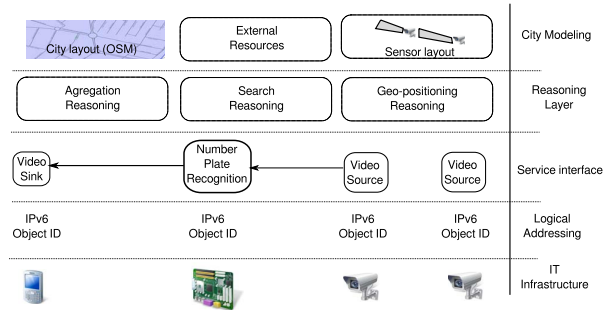 City layout (OSM)
External
Resources
Sensor layout
City Modeling
Agregation
Reasoning
Search
Reasoning
Geo-positioning
Reasoning
Reasoning
Layer
Video
Sink
Number
Plate
Recognition
Video
Source
Video
Source
Service interface
IPv6
Object ID
IPv6
Object ID
IPv6
Object ID
IPv6
Object ID
Logical
Addressing
IT
Infrastructure